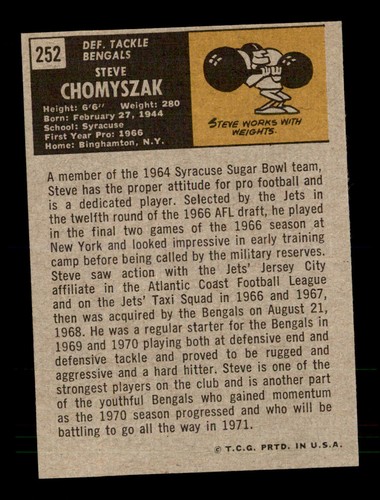 252
DEF. TACKLE
BENGALS
STEVE
CHOMYSZAK
Height: 6'6" Weight: 280
Born: February 27, 1944
School: Syracuse
First Year Pro: 1966
Home: Binghamton, N.Y.
STEVE WORKS WITH
WEIGHTS.
A member of the 1964 Syracuse Sugar Bowl team,
Steve has the proper attitude for pro football and
is a dedicated player. Selected by the Jets in
the twelfth round of the 1966 AFL draft, he played
in the final two games of the 1966 season at
New York and looked impressive in early training
camp before being called by the military reserves.
Steve saw action with the Jets' Jersey City
affiliate in the Atlantic Coast Football League
and on the Jets' Taxi Squad in 1966 and 1967,
then was acquired by the Bengals on August 21,
1968. He was a regular starter for the Bengals in
1969 and 1970 playing both at defensive end and
defensive tackle and proved to be rugged and
aggressive and a hard hitter. Steve is one of the
strongest players on the club and is another part
of the youthful Bengals who gained momentum
as the 1970 season progressed and who will be
battling to go all the way in 1971.
© T.C.G. PRTD. IN U.S.A.